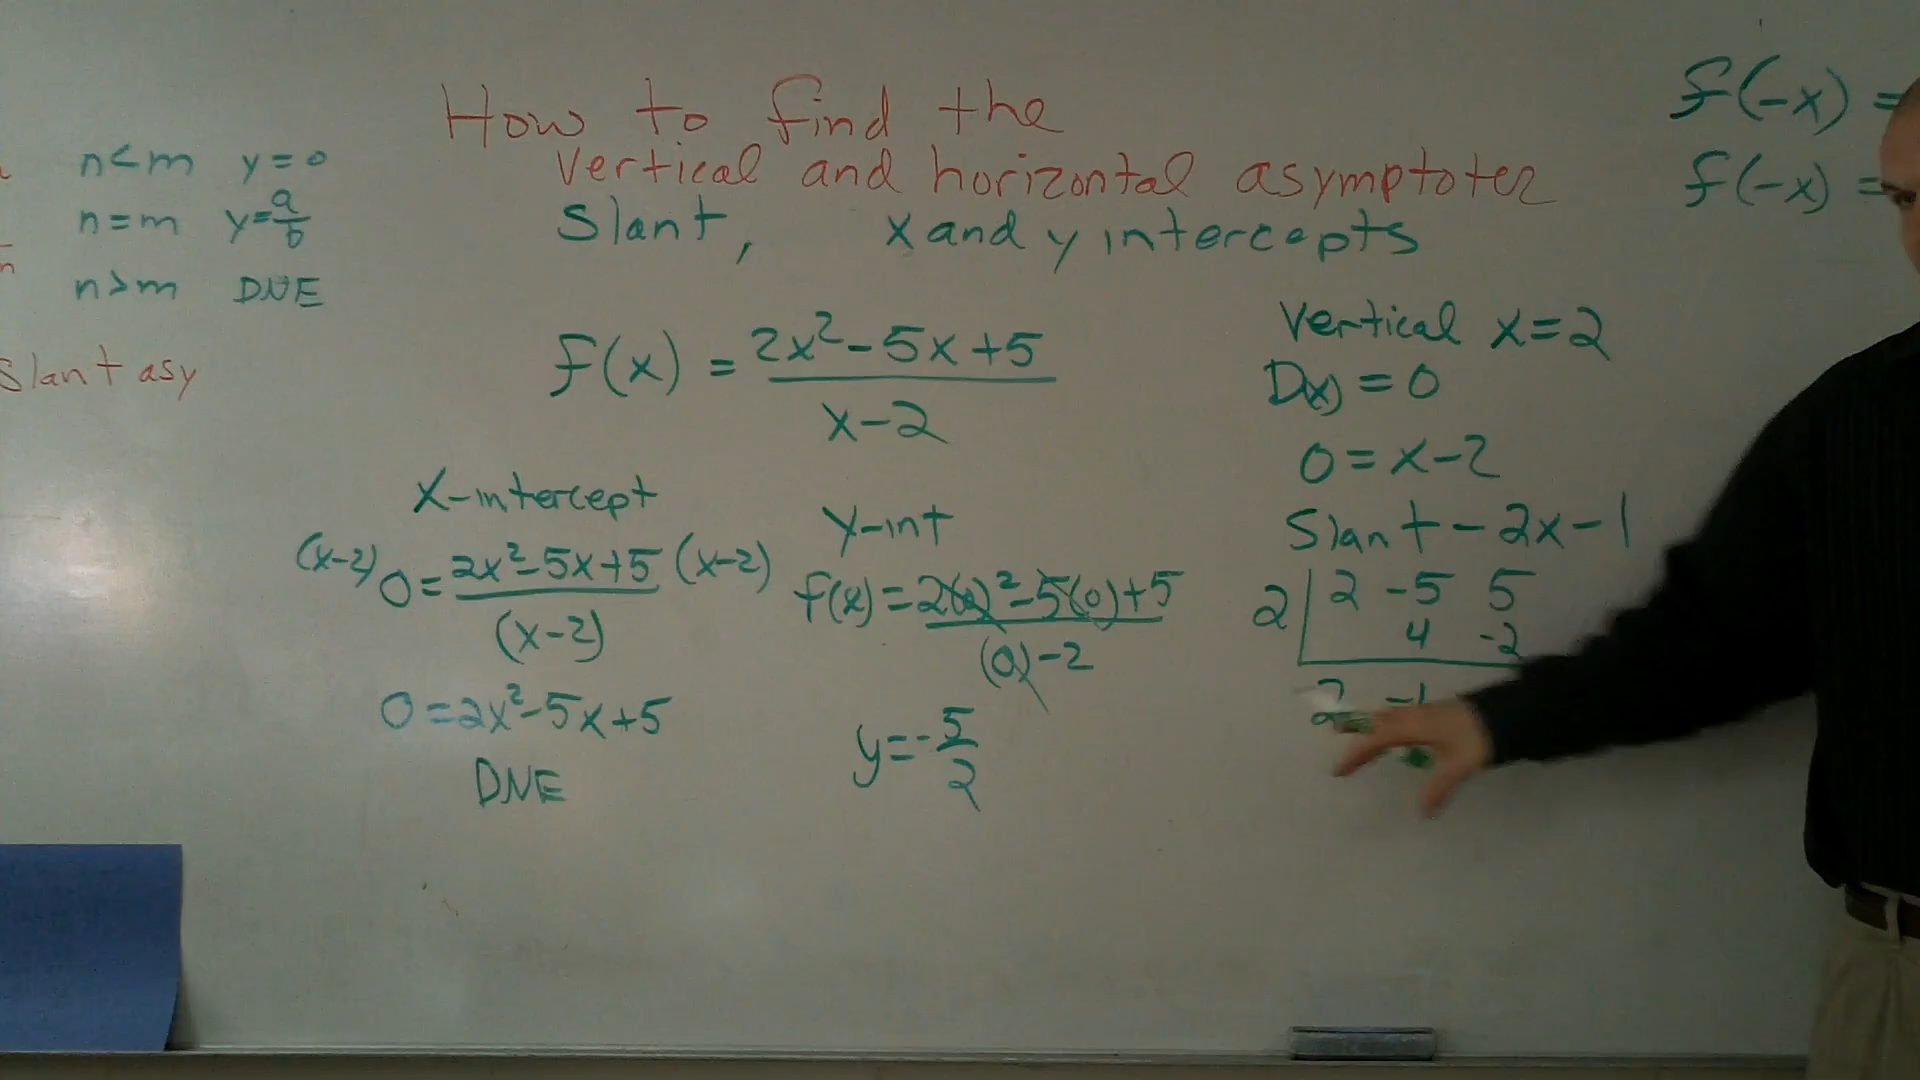 How to find the
vertical and horizontal asymptotes
Slant, x and y intercepts
n<m y=0
n=m y=a/b
n>m DNE
Slant asy
f(x) = (2x²-5x+5)/(x-2)
X-intercept
(x-2) 0 = (2x²-5x+5)/(x-2) (x-2)
0=2x²-5x+5
DNE
Y-int
f(x) = (2(0)²-5(0)+5)/((0)-2)
y=-5/2
f(-x) =
f(-x) =
Vertical x=2
D(x) = 0
0=x-2
Slant - 2x-1
2| 2 -5 5
4 -2
2 -1